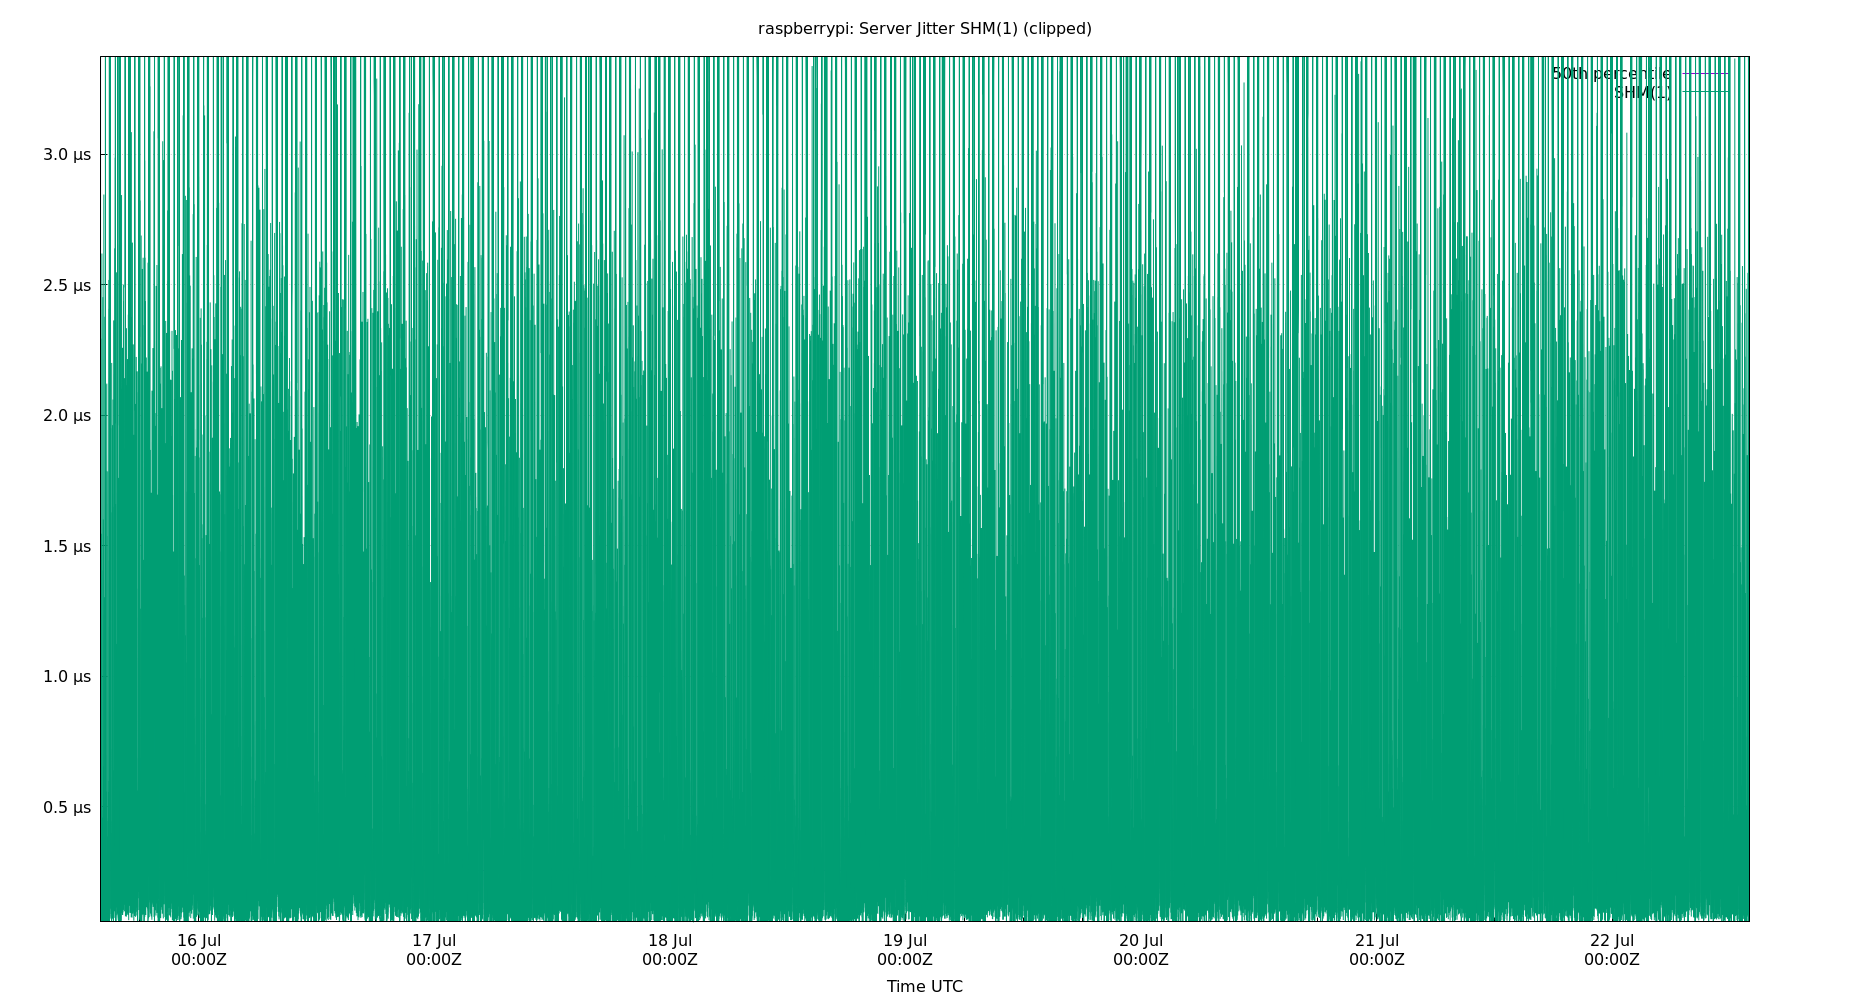 raspberrypi: Server Jitter SHM(1) (clipped)
50th percentile
SHM(1)
3.0 µs
2.5 µs
2.0 µs
1.5 µs
1.0 µs
0.5 µs
16 Jul 17 Jul 18 Jul 19 Jul 20 Jul 21 Jul 22 Jul
00:00Z 00:00Z 00:00Z 00:00Z 00:00Z 00:00Z 00:00Z
Time UTC